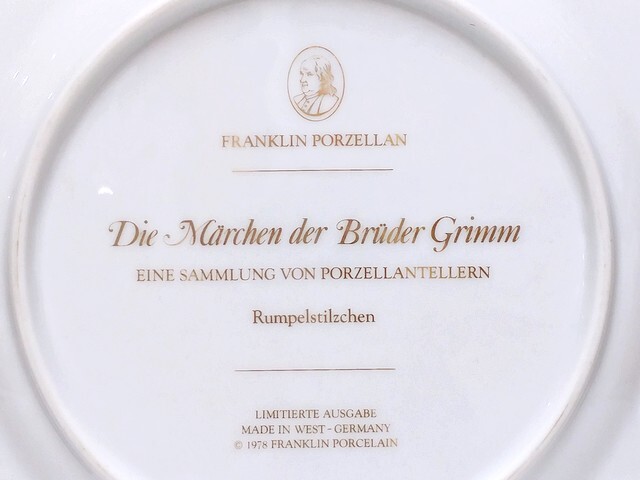 FRANKLIN PORZELLAN
Die Märchen der Brüder Grimm
EINE SAMMLUNG VON PORZELLANTELLERN
Rumpelstilzchen
LIMITIERTE AUSGABE
MADE IN WEST-GERMANY
© 1978 FRANKLIN PORCELAIN